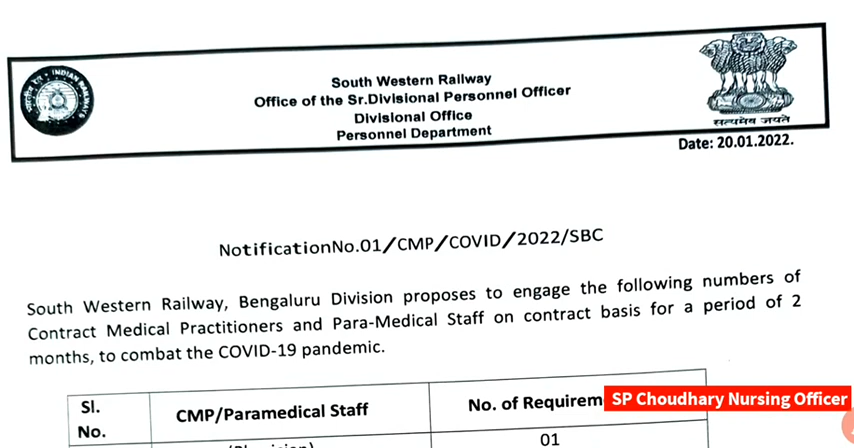 South Western Railway
Office of the Sr.Divisional Personnel Officer
Divisional Office
Personnel Department
INDIAN RAILWAYS
सत्यमेव जयते
Date: 20.01.2022.
NotificationNo.01/CMP/COVID/2022/SBC
South Western Railway, Bengaluru Division proposes to engage the following numbers of
Contract Medical Practitioners and Para-Medical Staff on contract basis for a period of 2
months, to combat the COVID-19 pandemic.
Sl.
No.
CMP/Paramedical Staff
No. of Requirem
SP Choudhary Nursing Officer
01